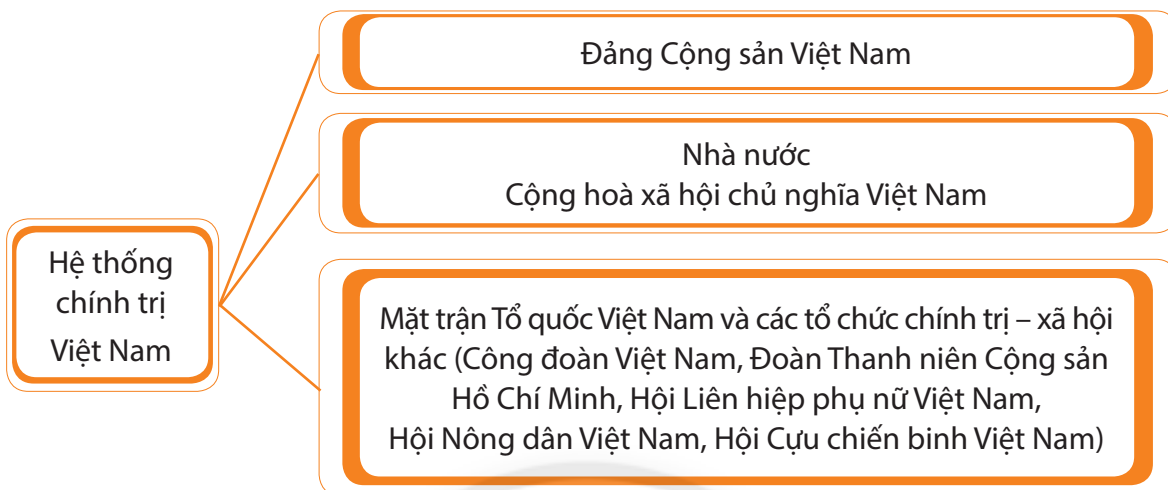 Đảng Cộng sản Việt Nam
Nhà nước
Cộng hoà xã hội chủ nghĩa Việt Nam
Hệ thống
chính trị
Việt Nam
Mặt trận Tổ quốc Việt Nam và các tổ chức chính trị – xã hội
khác (Công đoàn Việt Nam, Đoàn Thanh niên Cộng sản
Hồ Chí Minh, Hội Liên hiệp phụ nữ Việt Nam,
Hội Nông dân Việt Nam, Hội Cựu chiến binh Việt Nam)